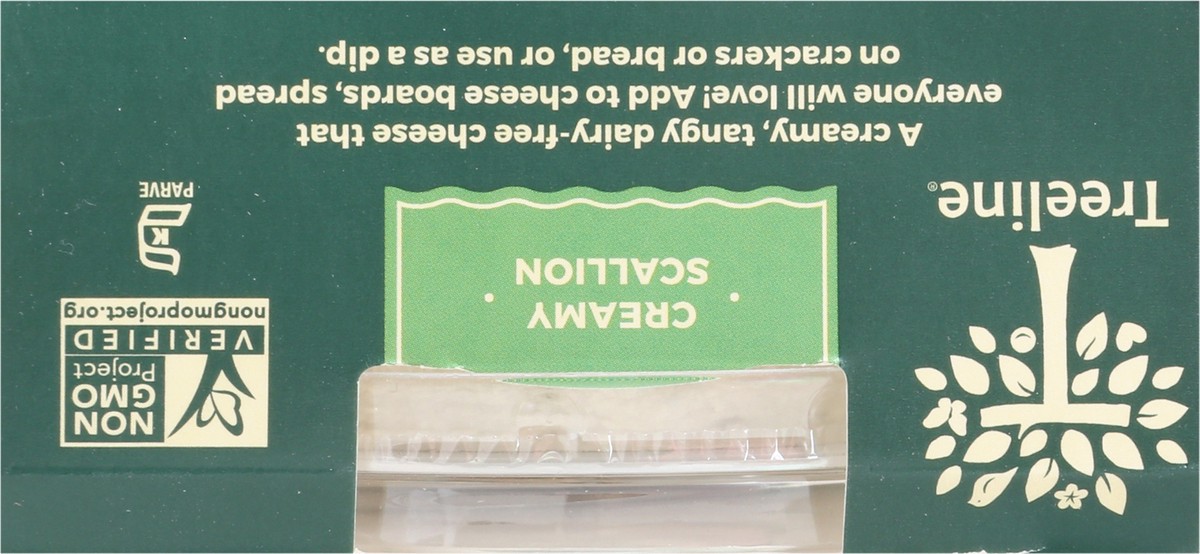 Treeline®
CREAMY
SCALLION
NON
GMO
Project
VERIFIED
nongmoproject.org
K
PARVE
A creamy, tangy dairy-free cheese that
everyone will love! Add to cheese boards, spread
on crackers or bread, or use as a dip.